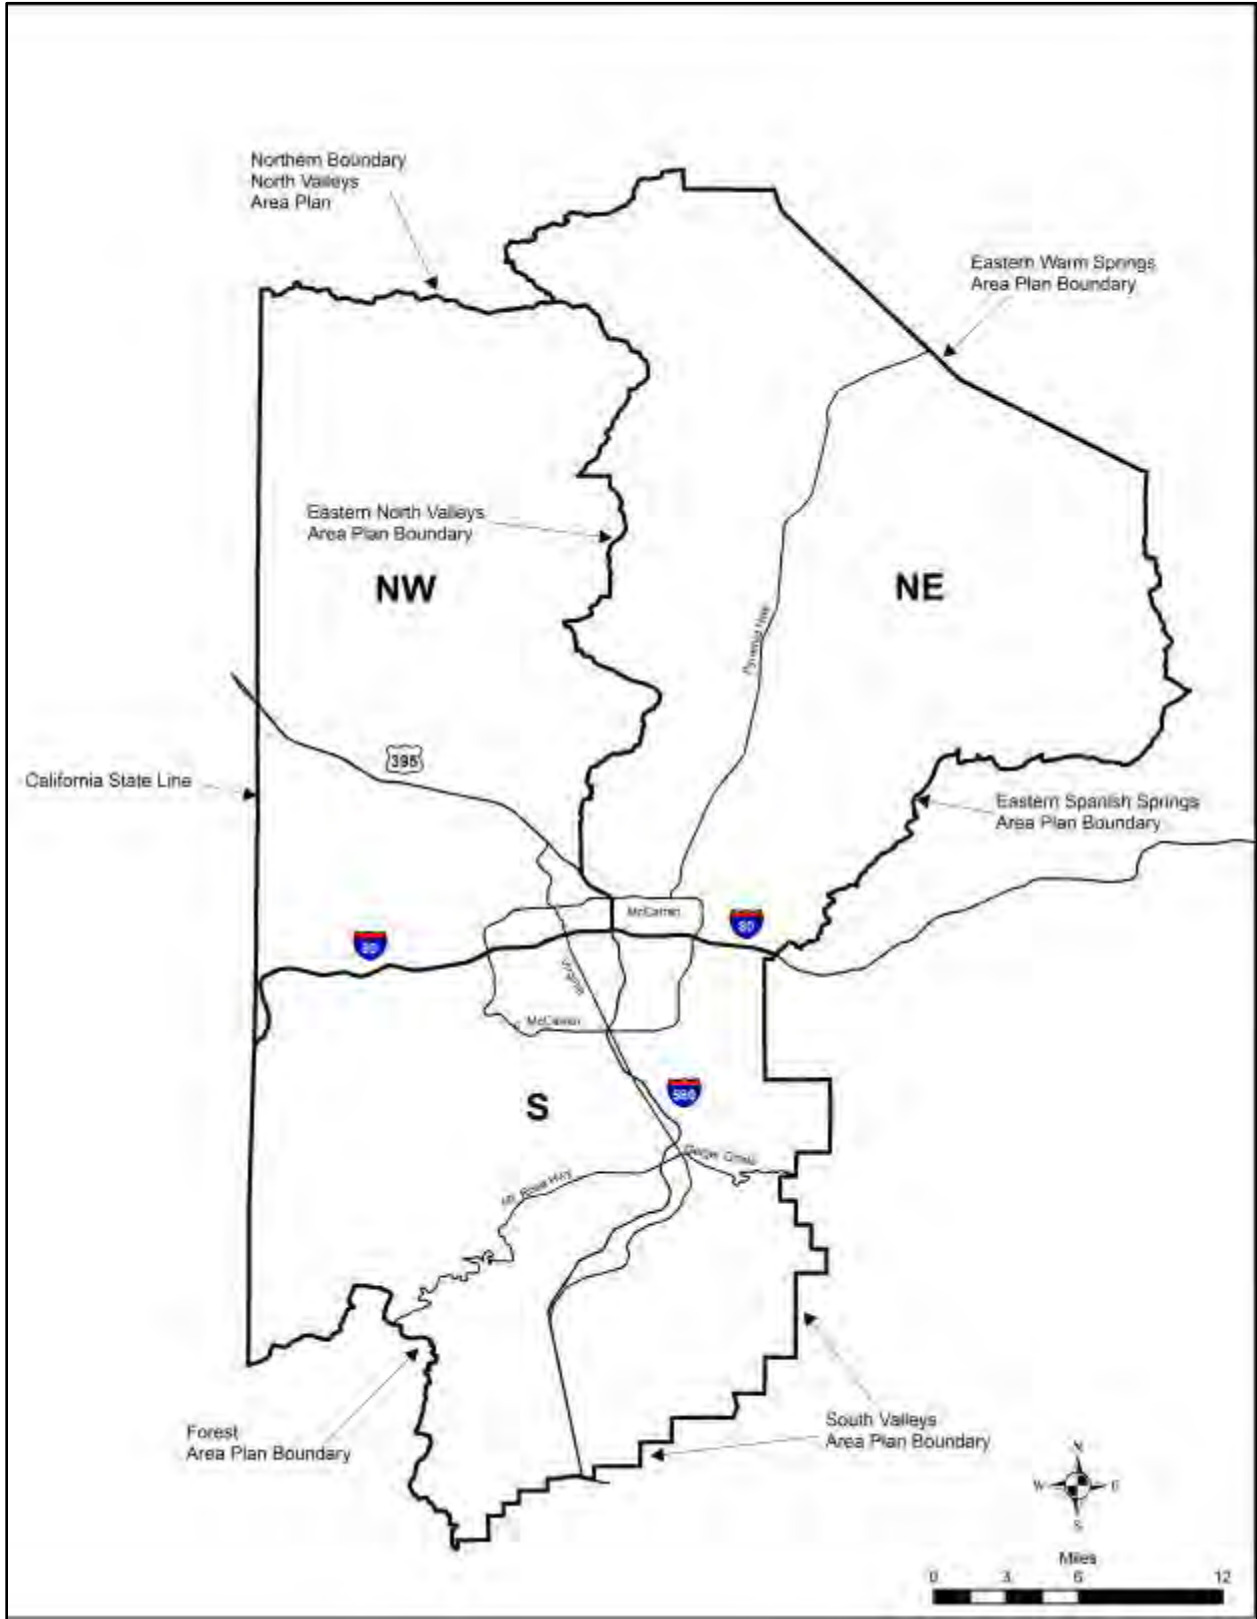 Northern Boundary
North Valleys
Area Plan
Eastern Warm Springs
Area Plan Boundary
Eastern North Valleys
Area Plan Boundary
NW
NE
Pyramid Hwy
395
California State Line
Eastern Spanish Springs
Area Plan Boundary
McCarran
80
80
Virginia
McCarran
580
S
Geiger Grade
Mt Rose Hwy
Forest
Area Plan Boundary
South Valleys
Area Plan Boundary
N
W E
S
Miles
0 3 6 12